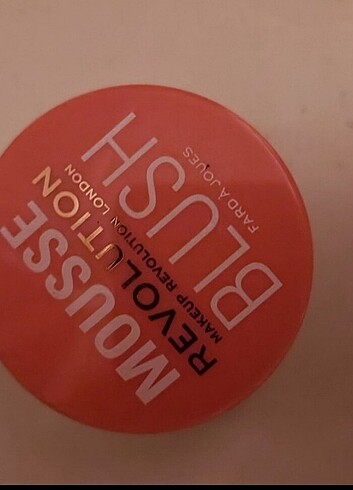 MOUSSE
REVOLUTION
MAKEUP REVOLUTION LONDON
BLUSH
FARD À JOUES